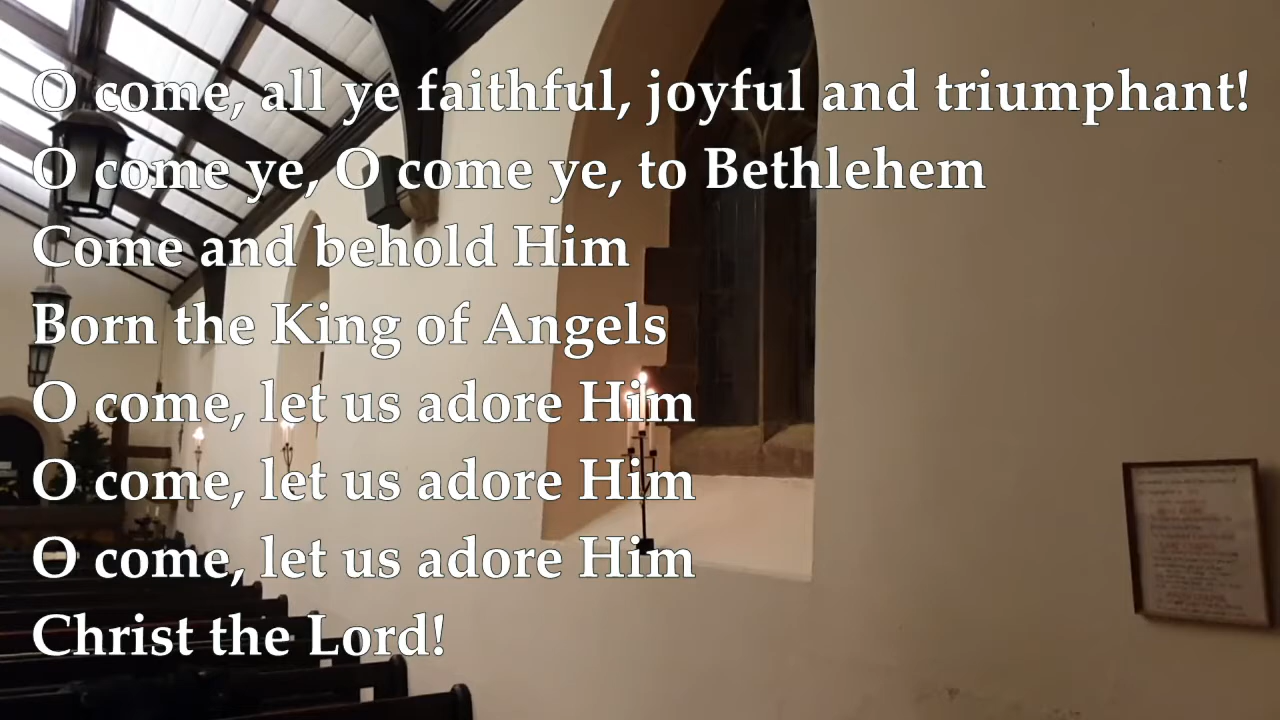 O come, all ye faithful, joyful and triumphant!
O come ye, O come ye, to Bethlehem
Come and behold Him
Born the King of Angels
O come, let us adore Him
O come, let us adore Him
O come, let us adore Him
Christ the Lord!